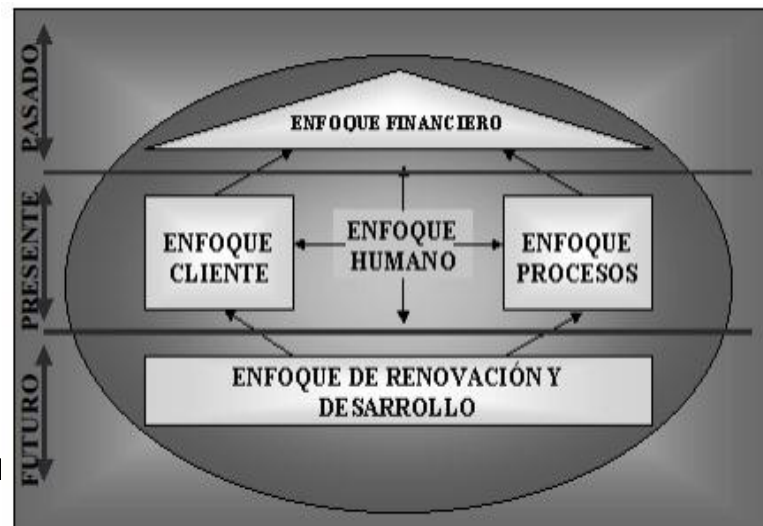 PASADO
ENFOQUE FINANCIERO
PRESENTE
ENFOQUE
CLIENTE
ENFOQUE
HUMANO
ENFOQUE
PROCESOS
FUTURO
ENFOQUE DE RENOVACIÓN Y
DESARROLLO